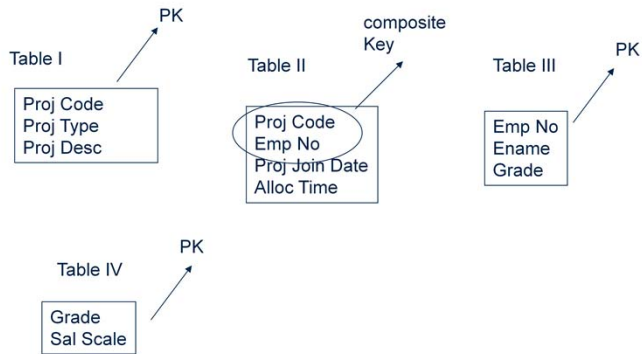 PK
Table I
Proj Code
Proj Type
Proj Desc
composite
Key
Table II
Proj Code
Emp No
Proj Join Date
Alloc Time
PK
Table III
Emp No
Ename
Grade
PK
Table IV
Grade
Sal Scale